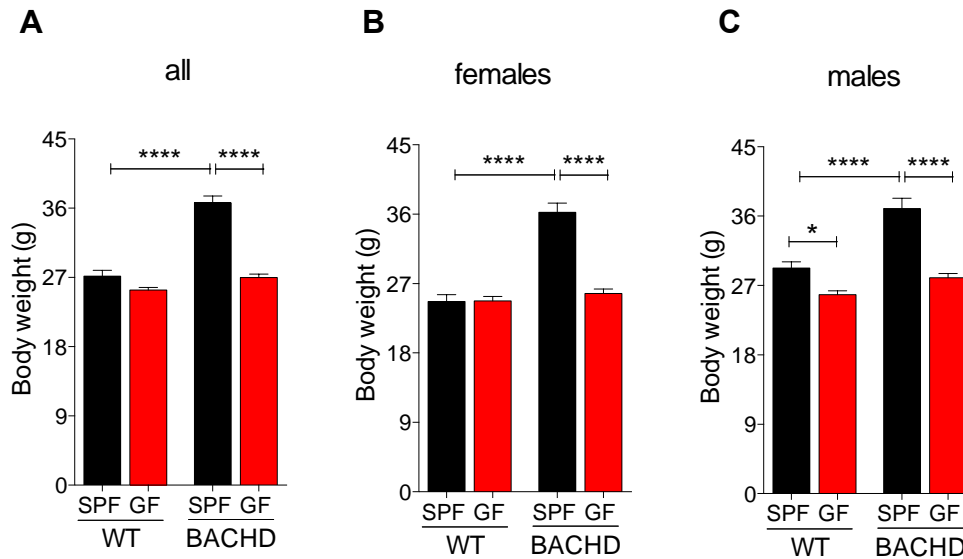 A
all
Body weight (g)
45
36
27
18
9
0
**** ****
SPF GF SPF GF
WT BACHD
B
females
Body weight (g)
45
36
27
18
9
0
**** ****
SPF GF SPF GF
WT BACHD
C
males
Body weight (g)
45
36
27
18
9
0
**** ****
*
SPF GF SPF GF
WT BACHD